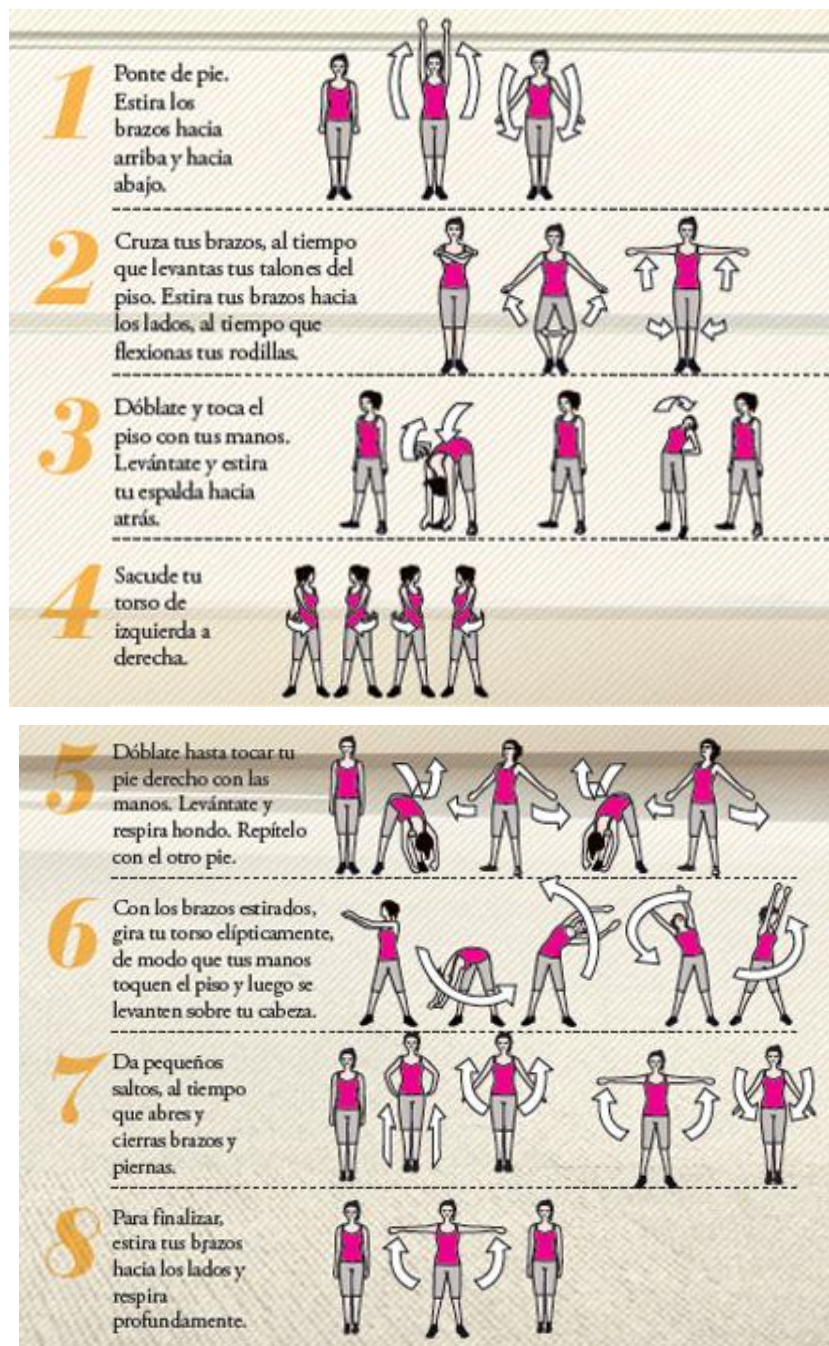 1
Ponte de pie.
Estira los
brazos hacia
arriba y hacia
abajo.
2
Cruza tus brazos, al tiempo
que levantas tus talones del
piso. Estira tus brazos hacia
los lados, al tiempo que
flexionas tus rodillas.
3
Dóblate y toca el
piso con tus manos.
Levántate y estira
tu espalda hacia
atrás.
4
Sacude tu
torso de
izquierda a
derecha.
5
Dóblate hasta tocar tu
pie derecho con las
manos. Levántate y
respira hondo. Repítelo
con el otro pie.
6
Con los brazos estirados,
gira tu torso elípticamente,
de modo que tus manos
toquen el piso y luego se
levanten sobre tu cabeza.
7
Da pequeños
saltos, al tiempo
que abres y
cierras brazos y
piernas.
8
Para finalizar,
estira tus brazos
hacia los lados y
respira
profundamente.